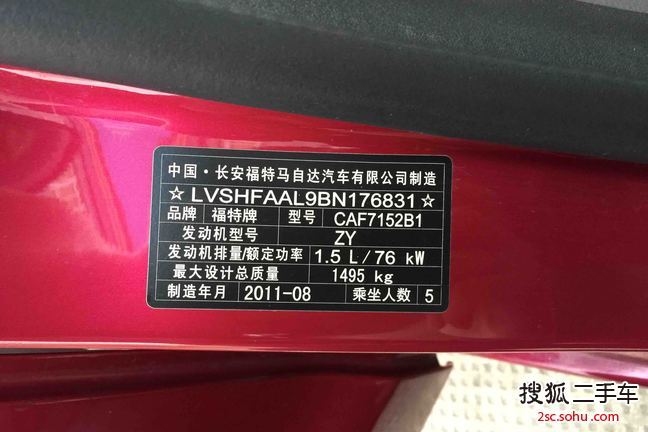 中国·长安福特马自达汽车有限公司制造
☆LVSHFAAL9BN176831☆
品牌 福特牌 型号 CAF7152B1
发动机型号 ZY
发动机排量/额定功率 1.5 L/76 kW
最大设计总质量 1495 kg
制造年月 2011-08 乘坐人数 5
搜狐二手车
2sc.sohu.com